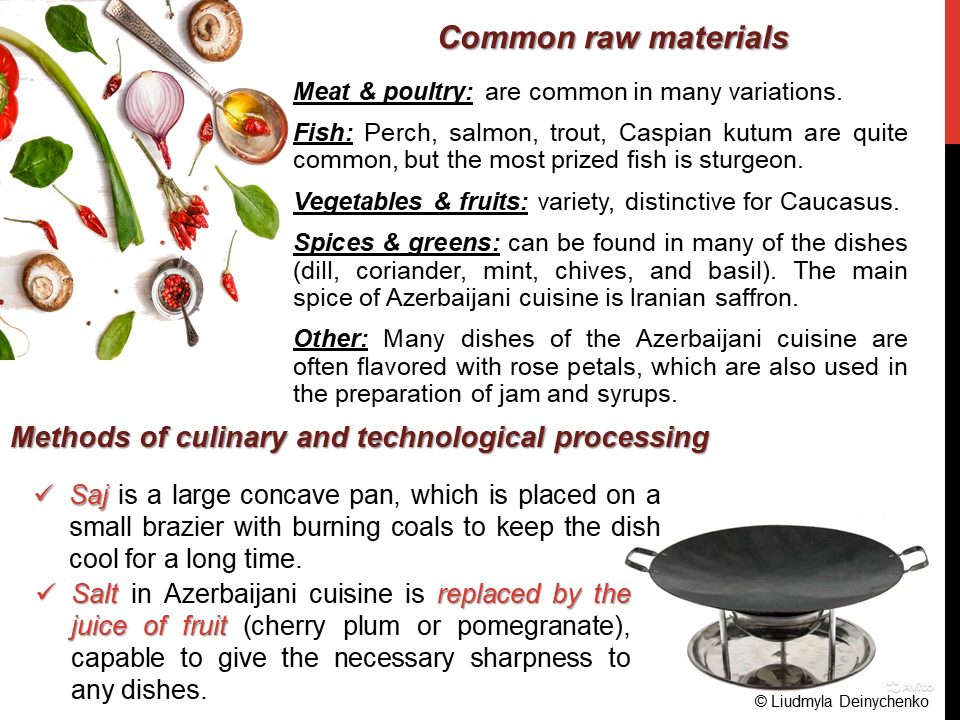 Common raw materials
Meat & poultry: are common in many variations.
Fish: Perch, salmon, trout, Caspian kutum are quite
common, but the most prized fish is sturgeon.
Vegetables & fruits: variety, distinctive for Caucasus.
Spices & greens: can be found in many of the dishes
(dill, coriander, mint, chives, and basil). The main
spice of Azerbaijani cuisine is Iranian saffron.
Other: Many dishes of the Azerbaijani cuisine are
often flavored with rose petals, which are also used in
the preparation of jam and syrups.
Methods of culinary and technological processing
✓ Saj is a large concave pan, which is placed on a
small brazier with burning coals to keep the dish
cool for a long time.
✓ Salt in Azerbaijani cuisine is replaced by the
juice of fruit (cherry plum or pomegranate),
capable to give the necessary sharpness to
any dishes.
Avito
© Liudmyla Deinychenko